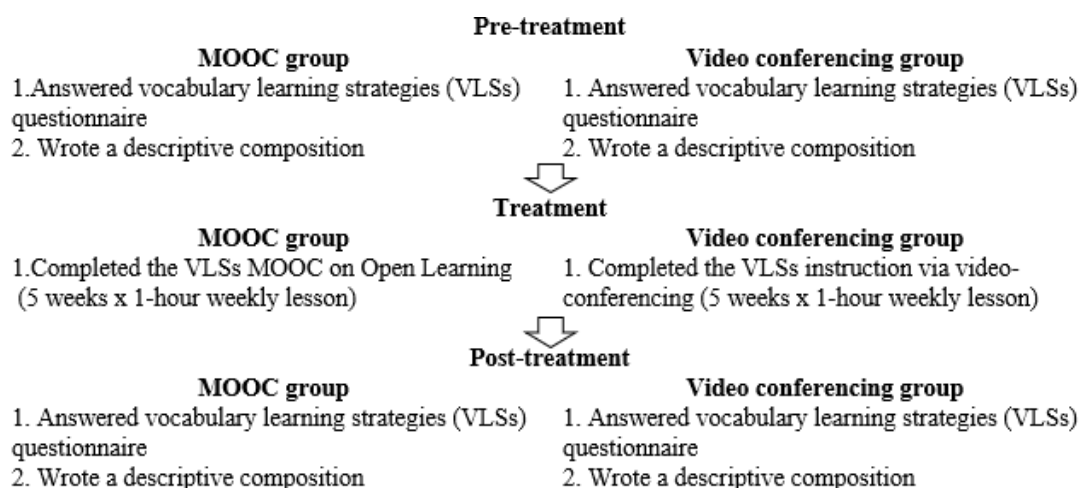 Pre-treatment
MOOC group
1.Answered vocabulary learning strategies (VLSs)
questionnaire
2. Wrote a descriptive composition
Video conferencing group
1. Answered vocabulary learning strategies (VLSs)
questionnaire
2. Wrote a descriptive composition
Treatment
MOOC group
1.Completed the VLSs MOOC on Open Learning
(5 weeks x 1-hour weekly lesson)
Video conferencing group
1. Completed the VLSs instruction via video-
conferencing (5 weeks x 1-hour weekly lesson)
Post-treatment
MOOC group
1. Answered vocabulary learning strategies (VLSs)
questionnaire
2. Wrote a descriptive composition
Video conferencing group
1. Answered vocabulary learning strategies (VLSs)
questionnaire
2. Wrote a descriptive composition